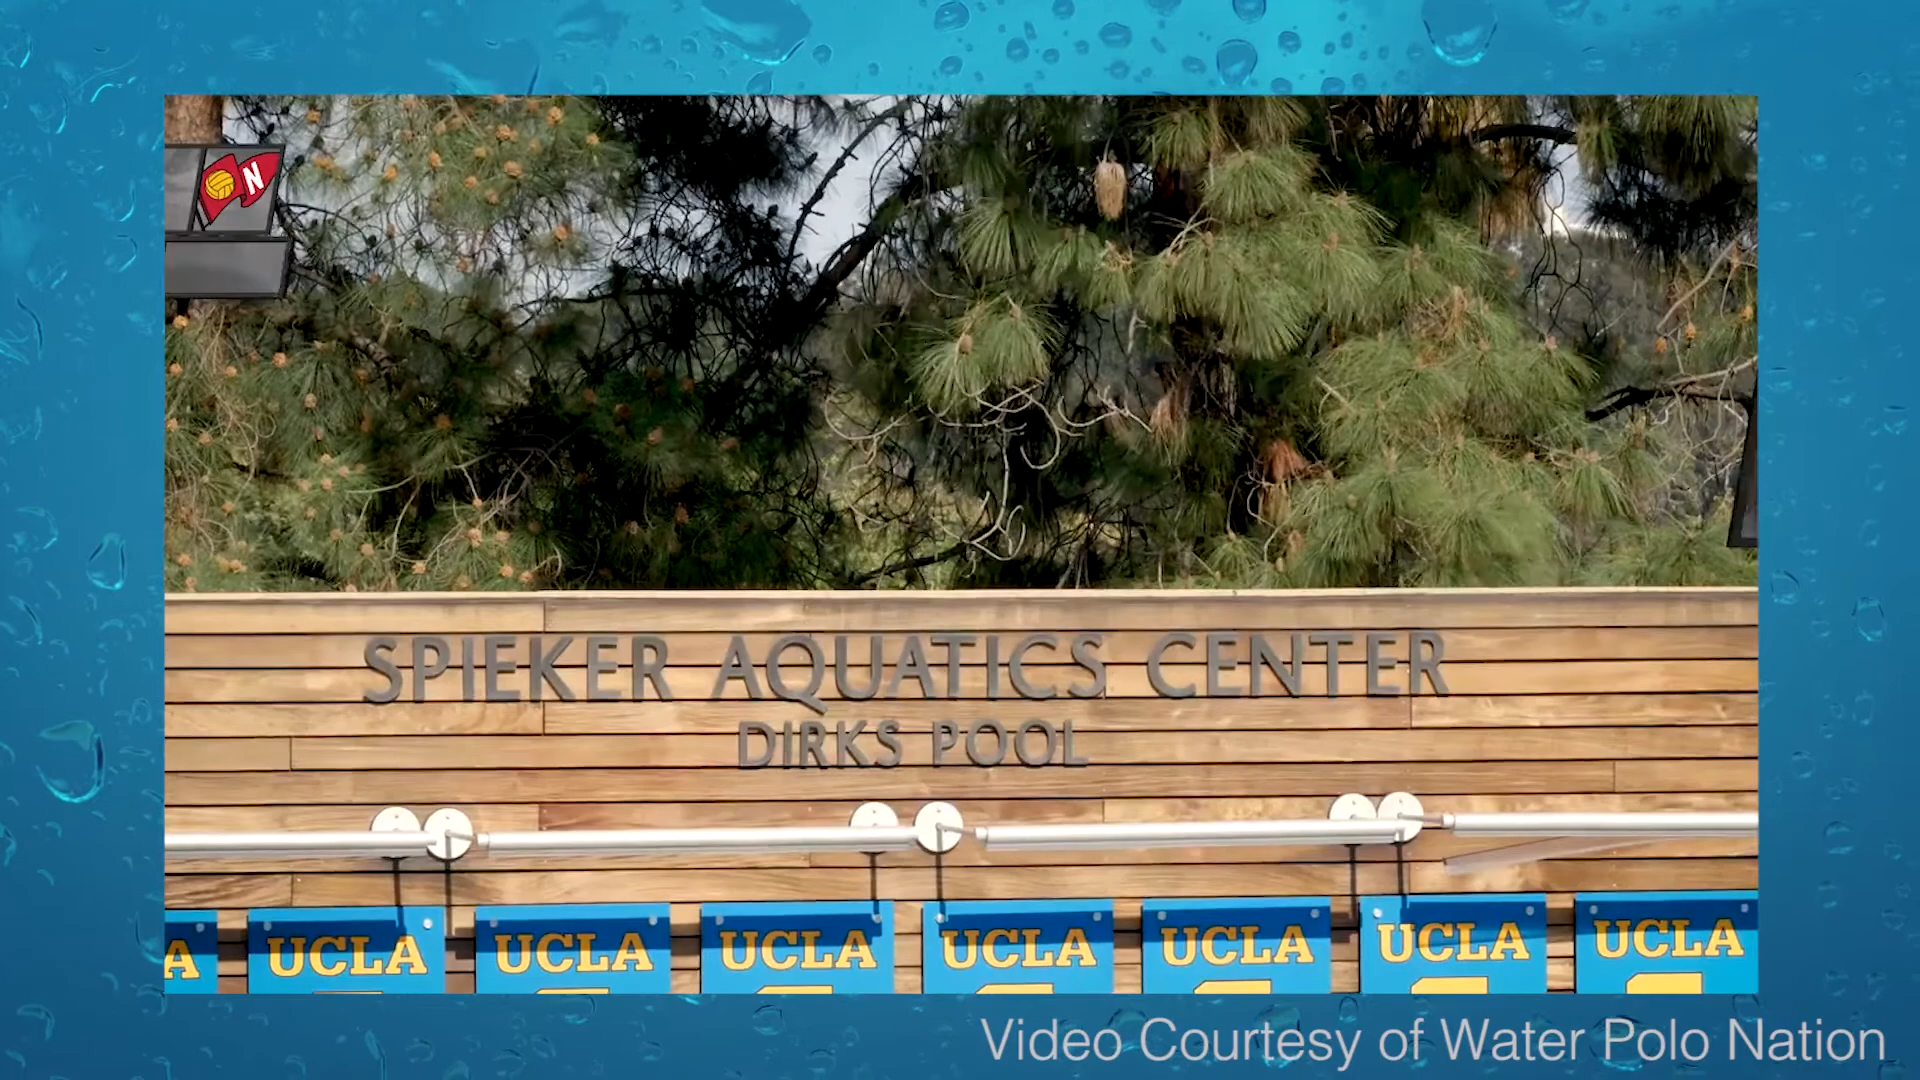 N
SPIEKER AQUATICS CENTER
DIRKS POOL
A UCLA UCLA UCLA UCLA UCLA UCLA UCLA
Video Courtesy of Water Polo Nation